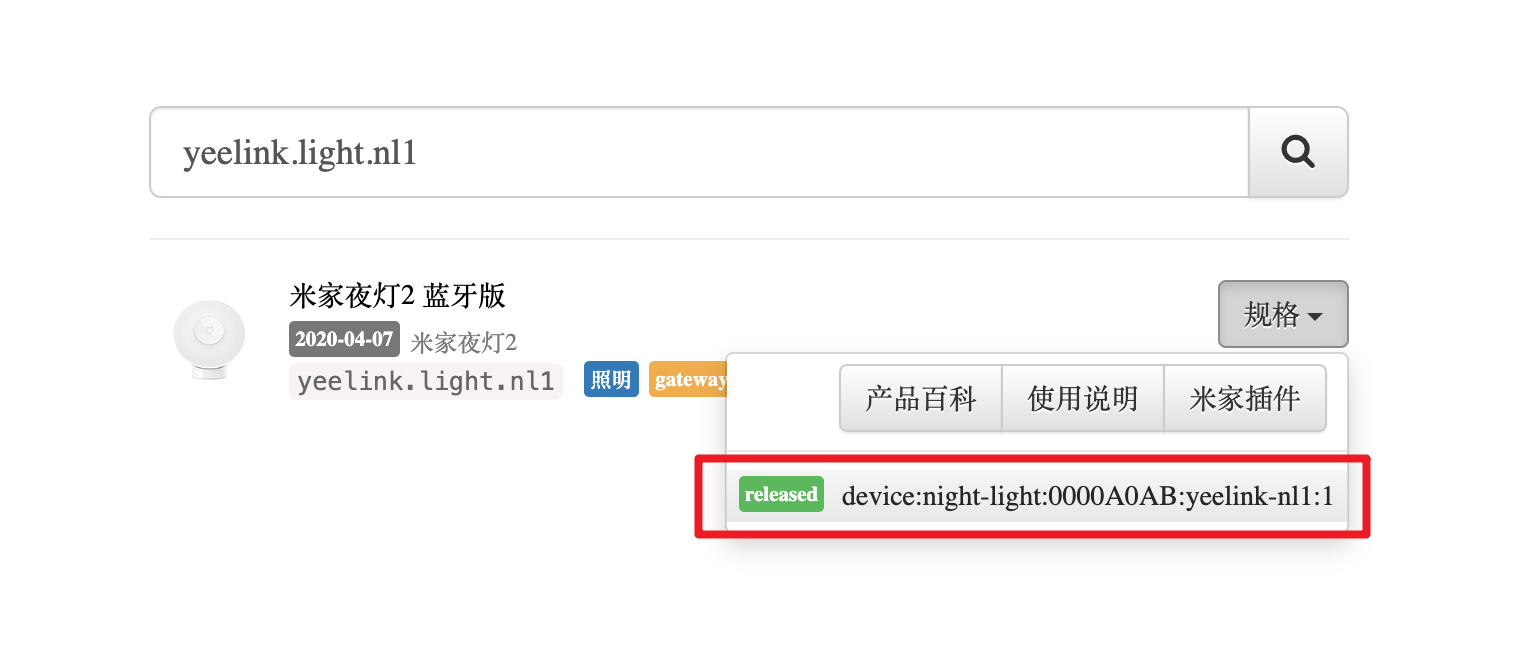 yeelink.light.nl1
米家夜灯2 蓝牙版
规格
2020-04-07 米家夜灯2
yeelink.light.nl1 照明 gateway
产品百科 使用说明 米家插件
released device:night-light:0000A0AB:yeelink-nl1:1